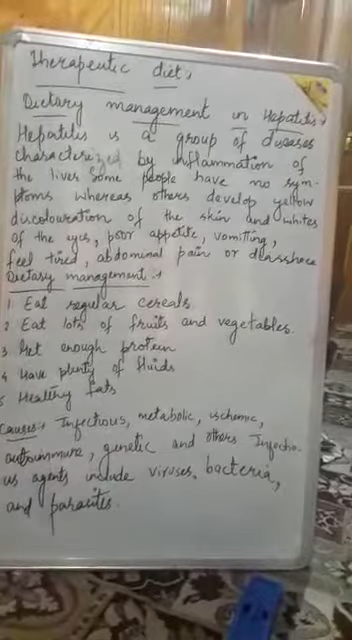 Therapeutic diet,
Dietary management in Hepatitis,
Hepatitis is a group of diseases
characterized by inflammation of
the lives Some people have no sym-
ptoms whereas others develop yellow
discolouration of the skin and whites
of the eyes, poor appetite, vomitting,
feel tired, abdominal pain or diarrhoea
Dietary management,
1 Eat regular cereals
2 Eat lots of fruits and vegetables.
3 Get enough protein
4 Have plenty of fluids
5 Healthy fats
Causes, Infectious, metabolic, ischemic,
autoimmune, genetic and others Infectio-
us agents include viruses, bacteria,
and parasites.